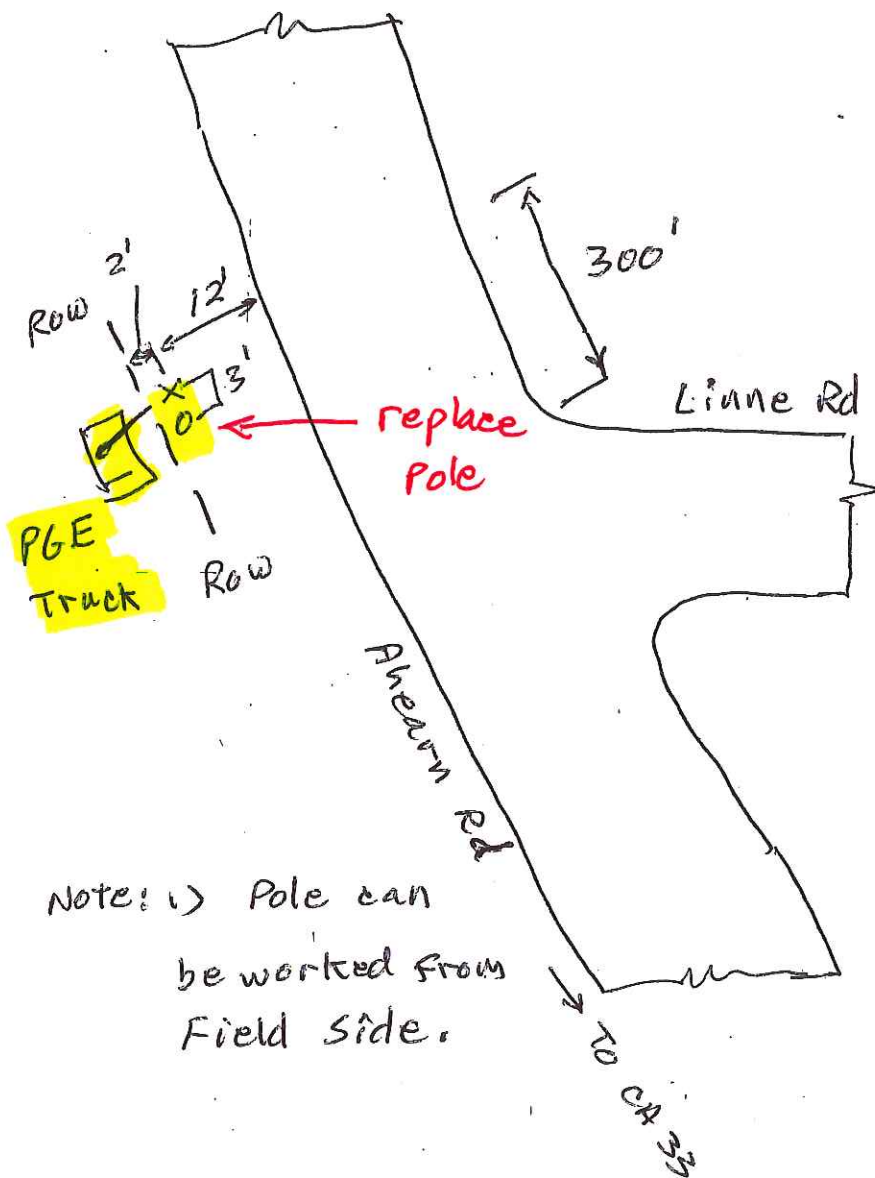 300'
2'
Row
12'
3'
X
O
Linne Rd
replace
Pole
PGE
Truck
Row
Ahearn Rd
Note: 1) Pole can
be worked from
Field Side.
TO CA 33